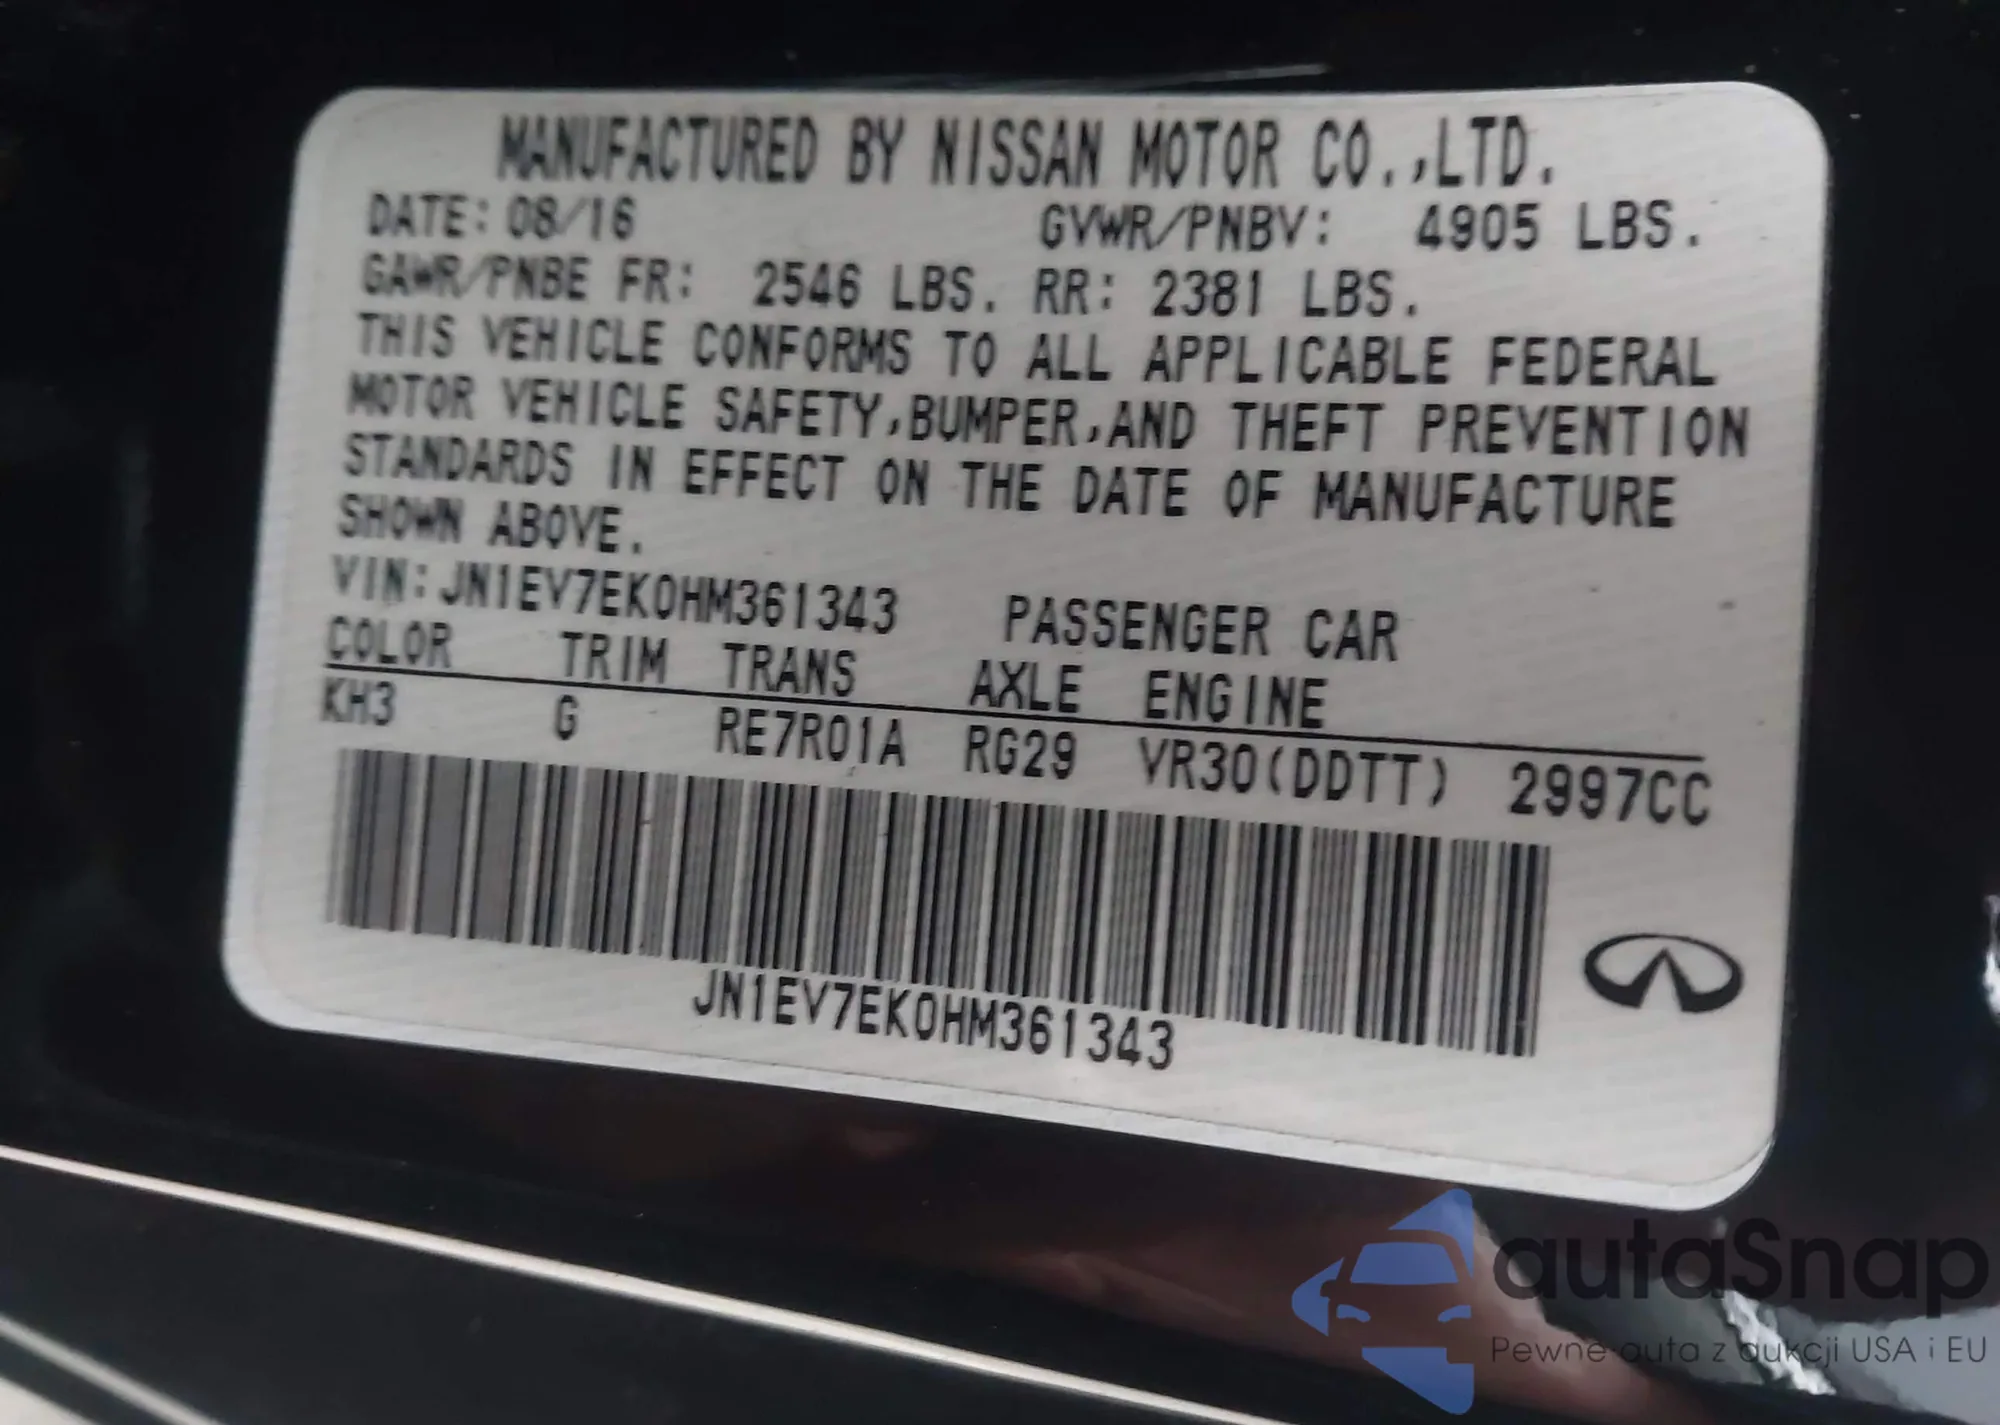 MANUFACTURED BY NISSAN MOTOR CO.,LTD.
DATE: 08/16 GVWR/PNBV: 4905 LBS.
GAWR/PNBE FR: 2546 LBS. RR: 2381 LBS.
THIS VEHICLE CONFORMS TO ALL APPLICABLE FEDERAL
MOTOR VEHICLE SAFETY,BUMPER,AND THEFT PREVENTION
STANDARDS IN EFFECT ON THE DATE OF MANUFACTURE
SHOWN ABOVE.
VIN:JN1EV7EK0HM361343 PASSENGER CAR
COLOR TRIM TRANS AXLE ENGINE
KH3 G RE7R01A RG29 VR30(DDTT) 2997CC
JN1EV7EK0HM361343
autaSnap
Pewne auta z aukcji USA i EU